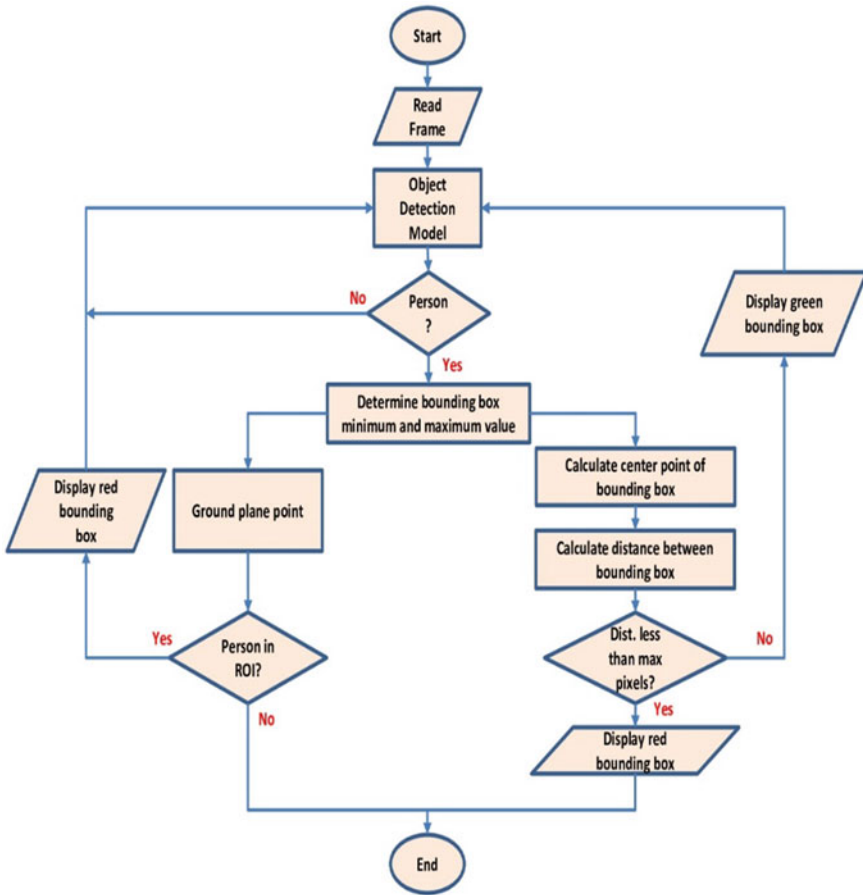 Start
Read
Frame
Object
Detection
Model
No
Person
?
Display green
bounding box
Yes
Determine bounding box
minimum and maximum value
Calculate center point of
bounding box
Display red
bounding
box
Ground plane point
Calculate distance between
bounding box
Yes
Person in
ROI?
Dist. less
than max
pixels?
No
No
Yes
Display red
bounding box
End